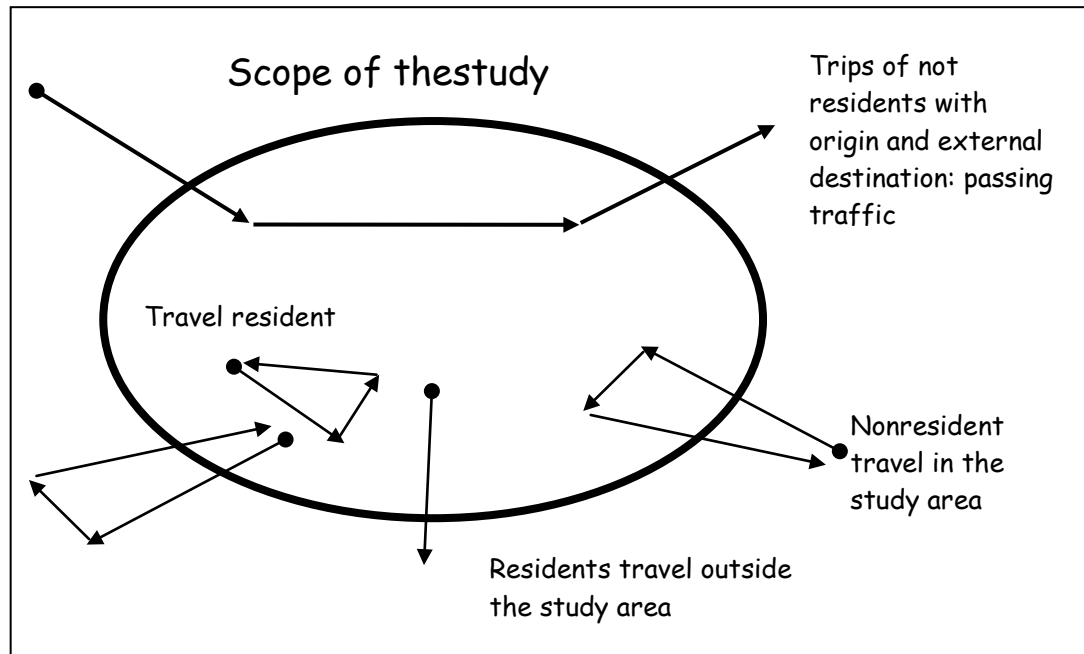 Scope of thestudy
Trips of not
residents with
origin and external
destination: passing
traffic
Travel resident
Nonresident
travel in the
study area
Residents travel outside
the study area